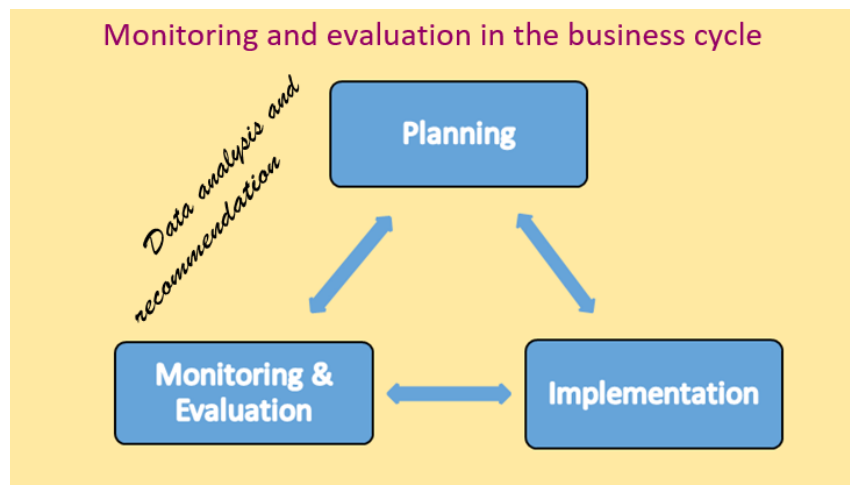 Monitoring and evaluation in the business cycle
Data analysis and
recommendation
Planning
Monitoring &
Evaluation
Implementation